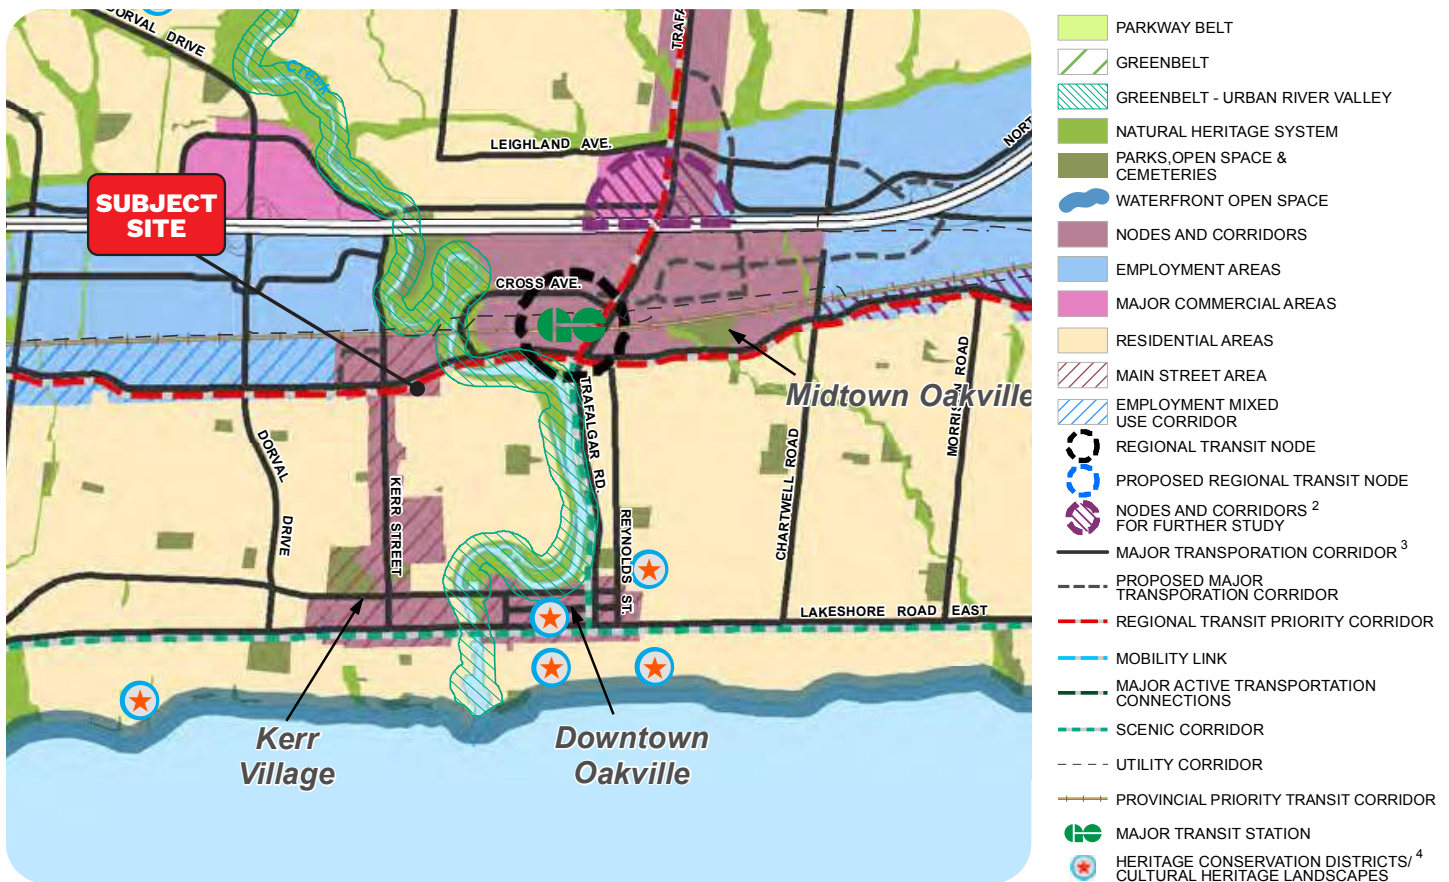 DORVAL DRIVE
Creek
TRAFA
LEIGHLAND AVE.
NORT
SUBJECT
SITE
CROSS AVE.
GO
Midtown Oakville
MORRISON ROAD
DORVAL
DRIVE
KERR STREET
TRAFALGAR RD.
REYNOLDS ST.
CHARTWELL ROAD
LAKESHORE ROAD EAST
Kerr
Village
Downtown
Oakville
PARKWAY BELT
GREENBELT
GREENBELT - URBAN RIVER VALLEY
NATURAL HERITAGE SYSTEM
PARKS,OPEN SPACE &
CEMETERIES
WATERFRONT OPEN SPACE
NODES AND CORRIDORS
EMPLOYMENT AREAS
MAJOR COMMERCIAL AREAS
RESIDENTIAL AREAS
MAIN STREET AREA
EMPLOYMENT MIXED
USE CORRIDOR
REGIONAL TRANSIT NODE
PROPOSED REGIONAL TRANSIT NODE
NODES AND CORRIDORS 2
FOR FURTHER STUDY
MAJOR TRANSPORATION CORRIDOR 3
PROPOSED MAJOR
TRANSPORATION CORRIDOR
REGIONAL TRANSIT PRIORITY CORRIDOR
MOBILITY LINK
MAJOR ACTIVE TRANSPORTATION
CONNECTIONS
SCENIC CORRIDOR
UTILITY CORRIDOR
PROVINCIAL PRIORITY TRANSIT CORRIDOR
GO MAJOR TRANSIT STATION
HERITAGE CONSERVATION DISTRICTS/ 4
CULTURAL HERITAGE LANDSCAPES